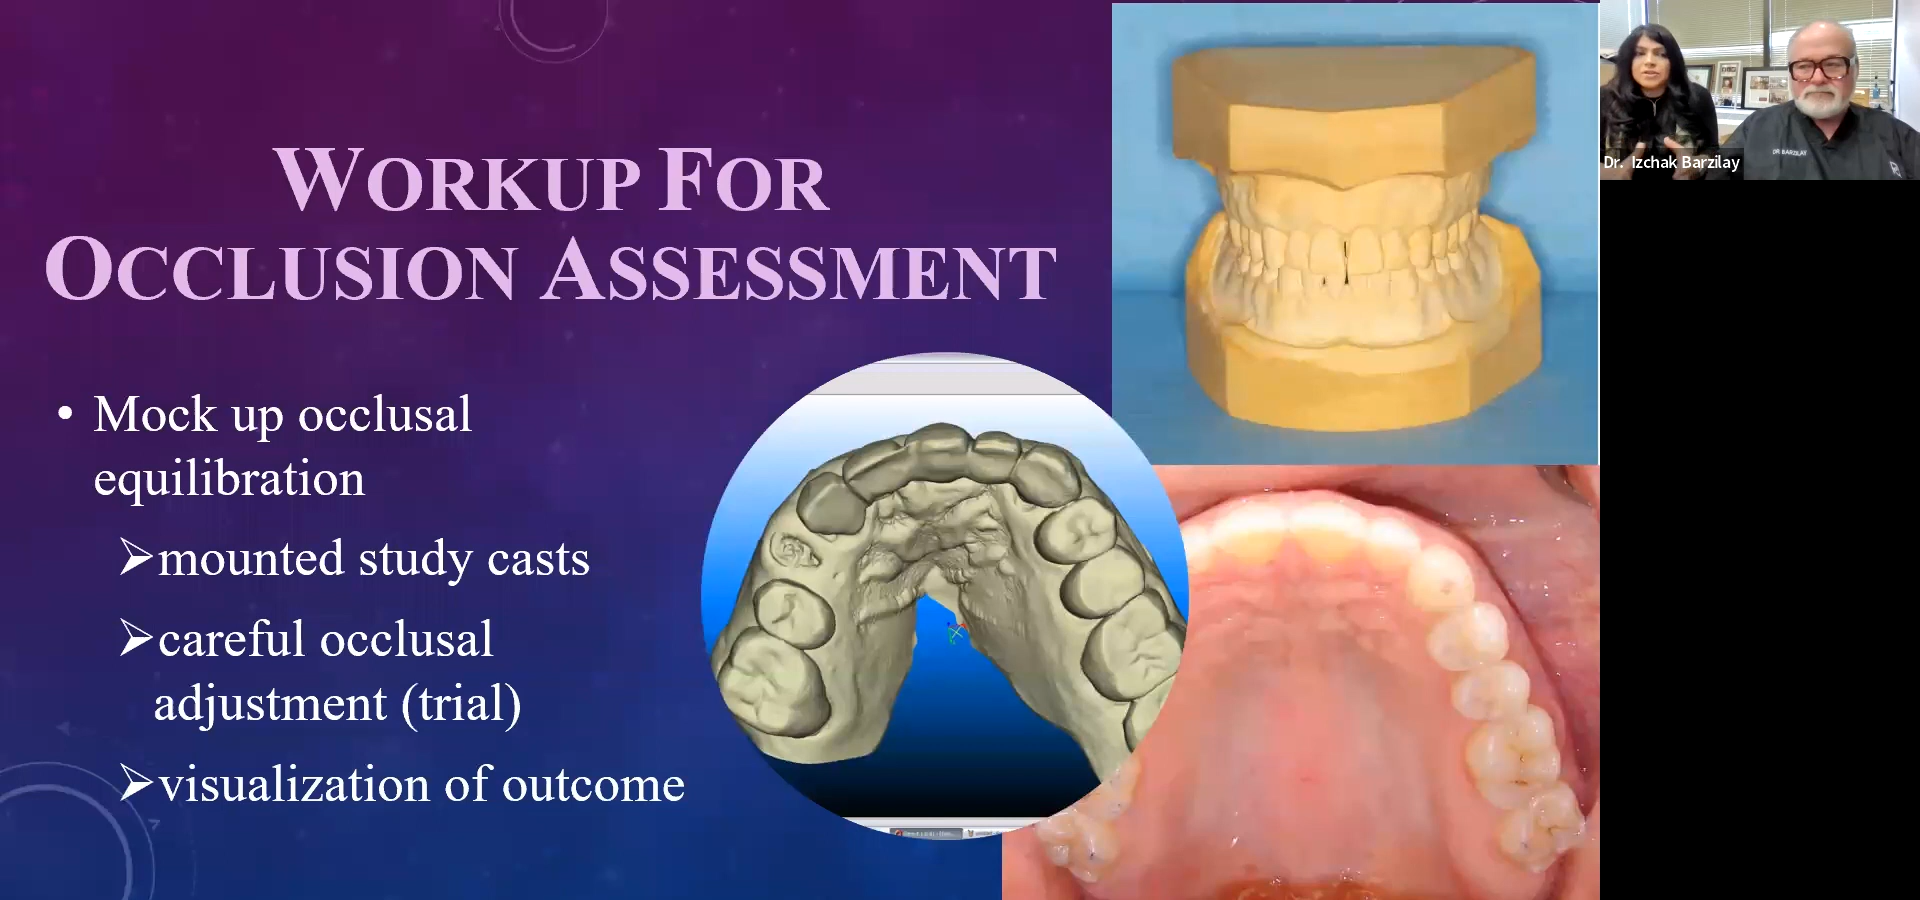 WORKUP FOR
OCCLUSION ASSESSMENT
• Mock up occlusal
equilibration
➢mounted study casts
➢careful occlusal
adjustment (trial)
➢visualization of outcome
Dr. Izchak Barzilay
DR. BARZILAY